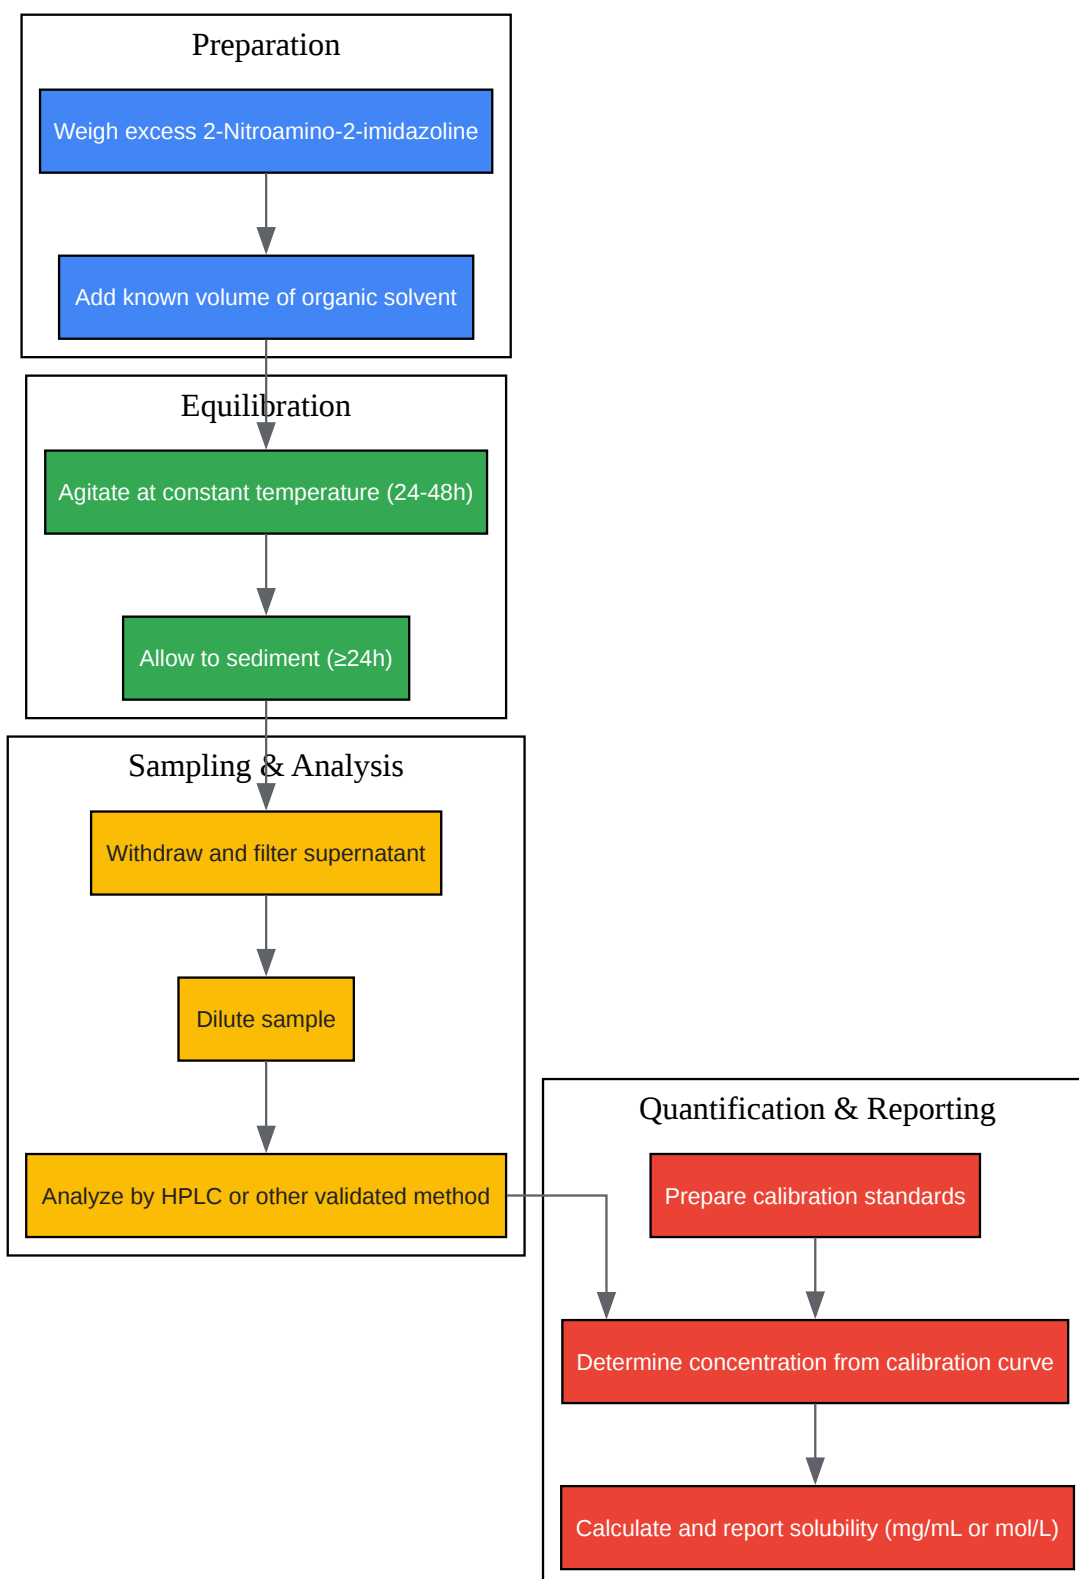 Preparation
Weigh excess 2-Nitroamino-2-imidazoline
Add known volume of organic solvent
Equilibration
Agitate at constant temperature (24-48h)
Allow to sediment (≥24h)
Sampling & Analysis
Withdraw and filter supernatant
Dilute sample
Analyze by HPLC or other validated method
Quantification & Reporting
Prepare calibration standards
Determine concentration from calibration curve
Calculate and report solubility (mg/mL or mol/L)